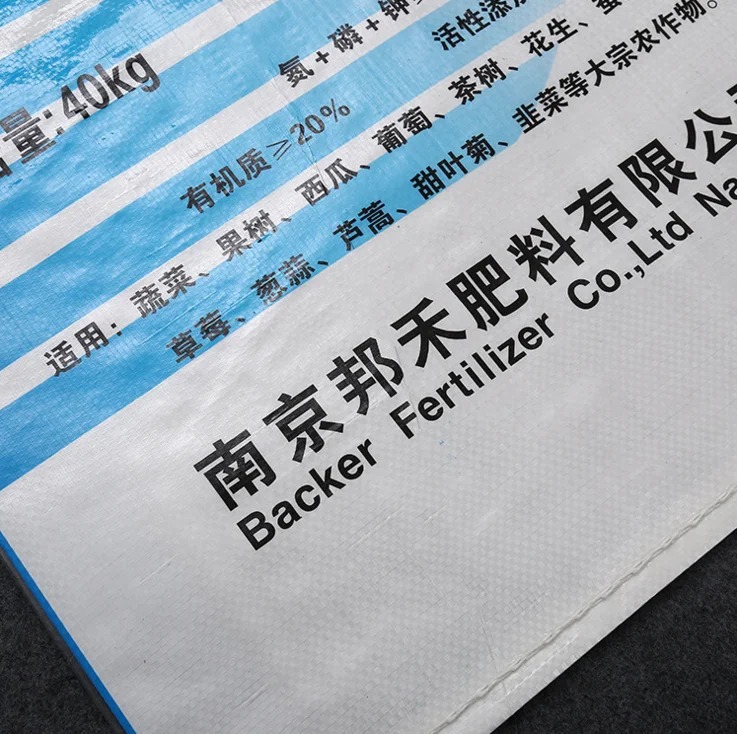 量:40kg
氮+磷+钾
活性添
有机质≥20%
适用:蔬菜、果树、西瓜、葡萄、茶树、花生、
草莓、葱蒜、芦蒿、甜叶菊、韭菜等大宗农作物。
南京邦禾肥料有限公
Backer Fertilizer Co.,Ltd Na